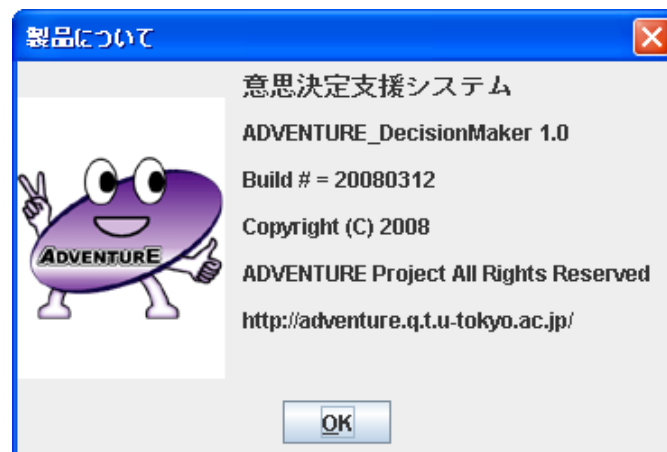 製品について
意思決定支援システム
ADVENTURE_DecisionMaker 1.0
Build # = 20080312
Copyright (C) 2008
ADVENTURE
ADVENTURE Project All Rights Reserved
http://adventure.q.t.u-tokyo.ac.jp/
OK